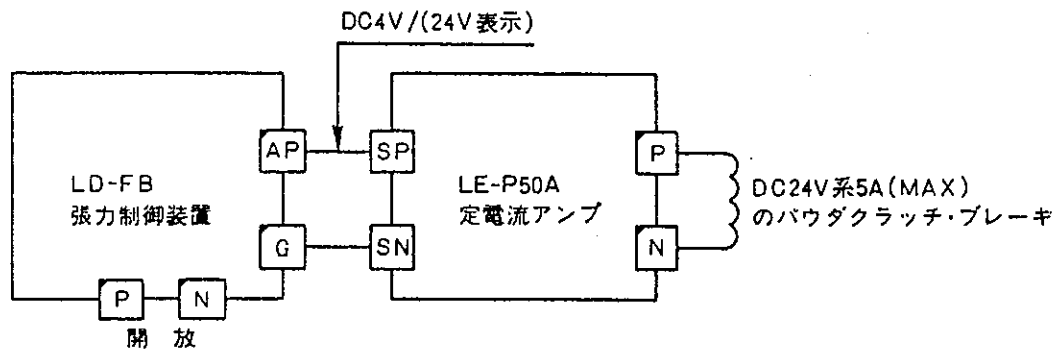 DC4V/(24V表示)
AP
SP
P
LD-FB
張力制御装置
LE-P50A
定電流アンプ
DC24V系5A(MAX)
のパウダクラッチ・ブレーキ
G
SN
N
P
N
開放